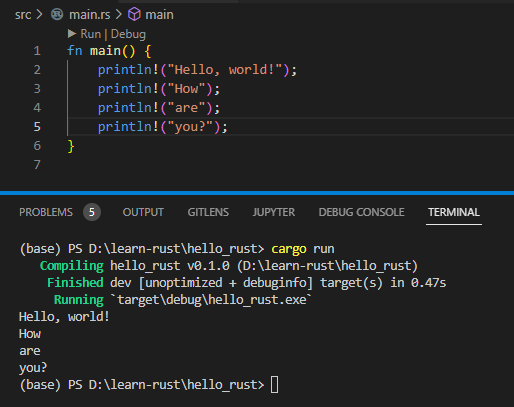 src > main.rs > main
Run | Debug
1 fn main() {
2 println!("Hello, world!");
3 println!("How");
4 println!("are");
5 println!("you?");
6 }
7
PROBLEMS 5 OUTPUT GITLENS JUPYTER DEBUG CONSOLE TERMINAL
(base) PS D:\learn-rust\hello_rust> cargo run
Compiling hello_rust v0.1.0 (D:\learn-rust\hello_rust)
Finished dev [unoptimized + debuginfo] target(s) in 0.47s
Running `target\debug\hello_rust.exe`
Hello, world!
How
are
you?
(base) PS D:\learn-rust\hello_rust>